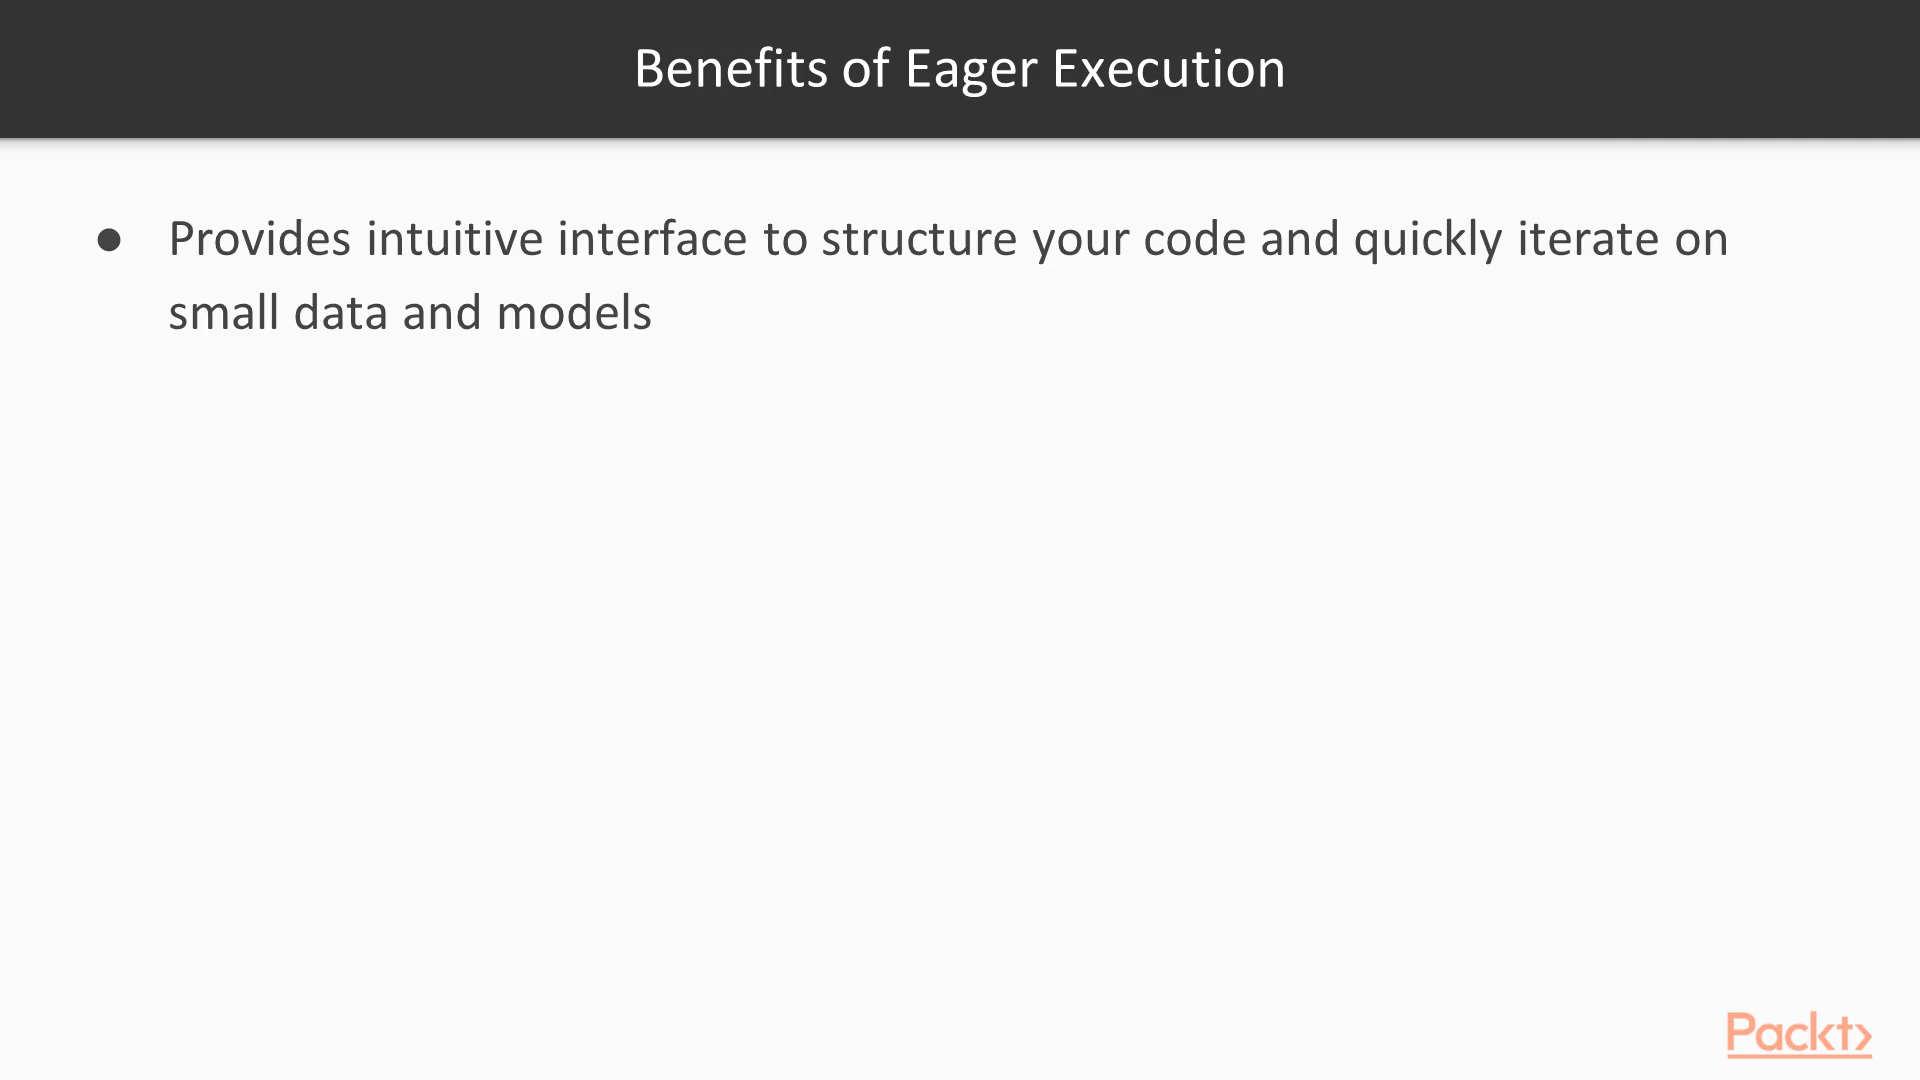 Benefits of Eager Execution
● Provides intuitive interface to structure your code and quickly iterate on
small data and models
Packt>